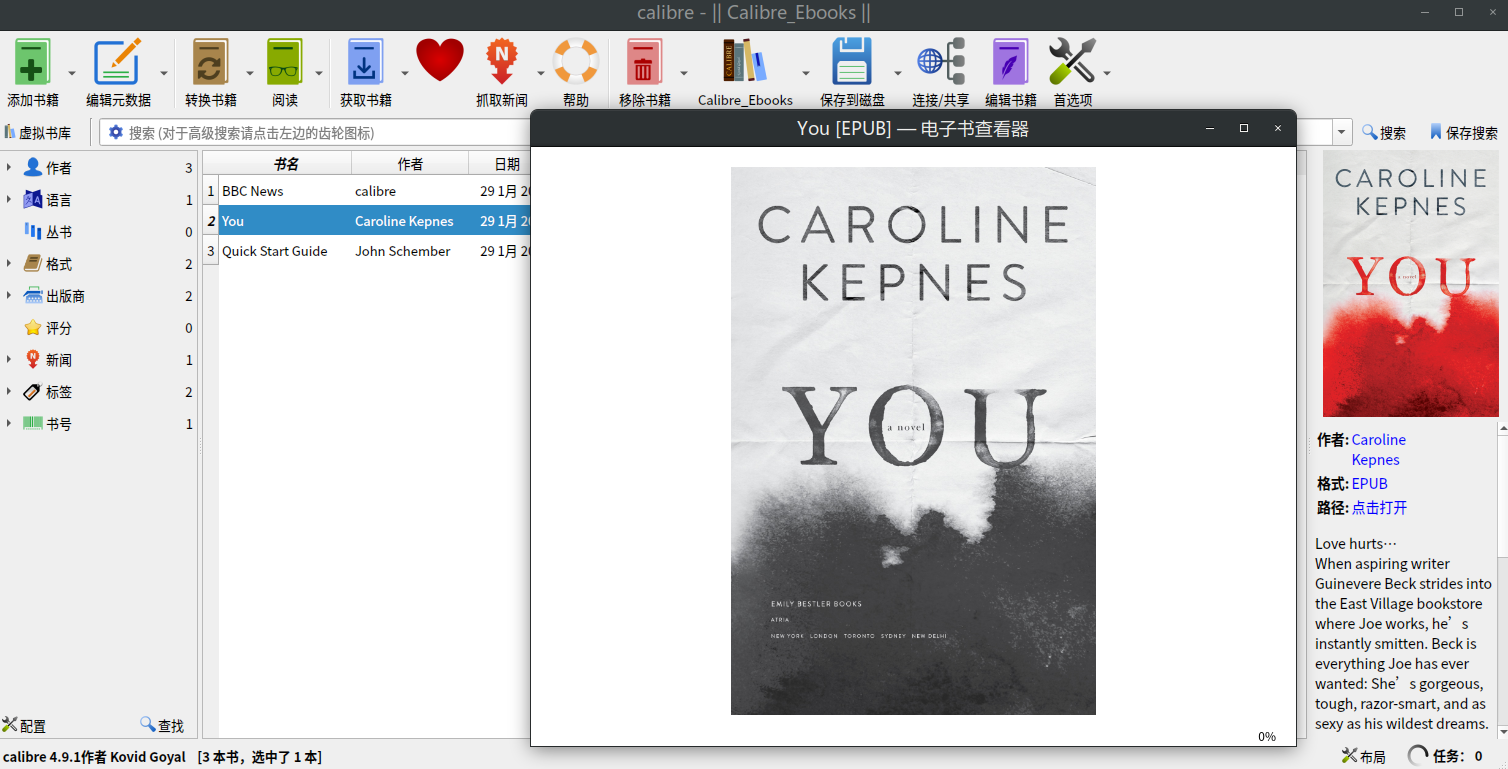 calibre - || Calibre_Ebooks ||
添加书籍
编辑元数据
转换书籍
阅读
获取书籍
抓取新闻
帮助
移除书籍
Calibre_Ebooks
保存到磁盘
连接/共享
编辑书籍
首选项
虚拟书库
搜索 (对于高级搜索请点击左边的齿轮图标)
搜索
保存搜索
作者 3
语言 1
丛书 0
格式 2
出版商 2
评分 0
新闻 1
标签 2
书号 1
配置
查找
书名 作者 日期
1 BBC News calibre 29 1月 20
2 You Caroline Kepnes 29 1月 20
3 Quick Start Guide John Schember 29 1月 20
You [EPUB] — 电子书查看器
CAROLINE
KEPNES
YOU
a novel
EMILY BESTLER BOOKS
ATRIA
NEW YORK LONDON TORONTO SYDNEY NEW DELHI
0%
CAROLINE
KEPNES
YOU
a novel
作者: Caroline
Kepnes
格式: EPUB
路径: 点击打开
Love hurts…
When aspiring writer
Guinevere Beck strides into
the East Village bookstore
where Joe works, he’s
instantly smitten. Beck is
everything Joe has ever
wanted: She’s gorgeous,
tough, razor-smart, and as
sexy as his wildest dreams.
calibre 4.9.1作者 Kovid Goyal [3 本书，选中了 1 本]
布局
任务： 0